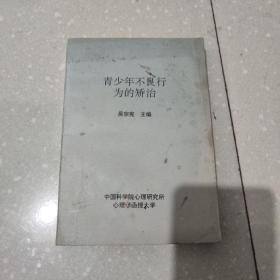 青少年不良行
为的矫治
吴宗宪 主编
中国科学院心理研究所
心理学函授大学